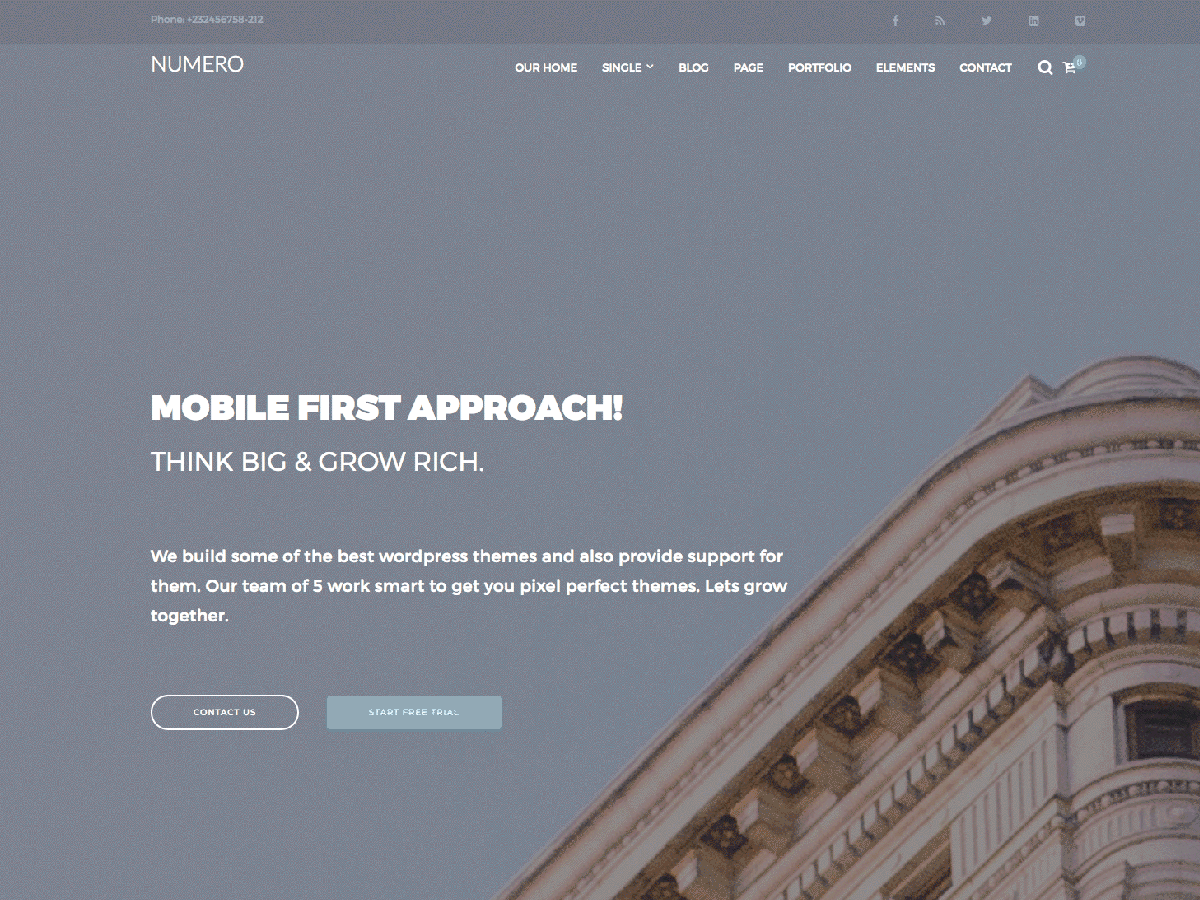 Phone: +232456758-212
NUMERO
OUR HOME SINGLE BLOG PAGE PORTFOLIO ELEMENTS CONTACT 0
MOBILE FIRST APPROACH!
THINK BIG & GROW RICH.
We build some of the best wordpress themes and also provide support for
them. Our team of 5 work smart to get you pixel perfect themes. Lets grow
together.
CONTACT US START FREE TRIAL